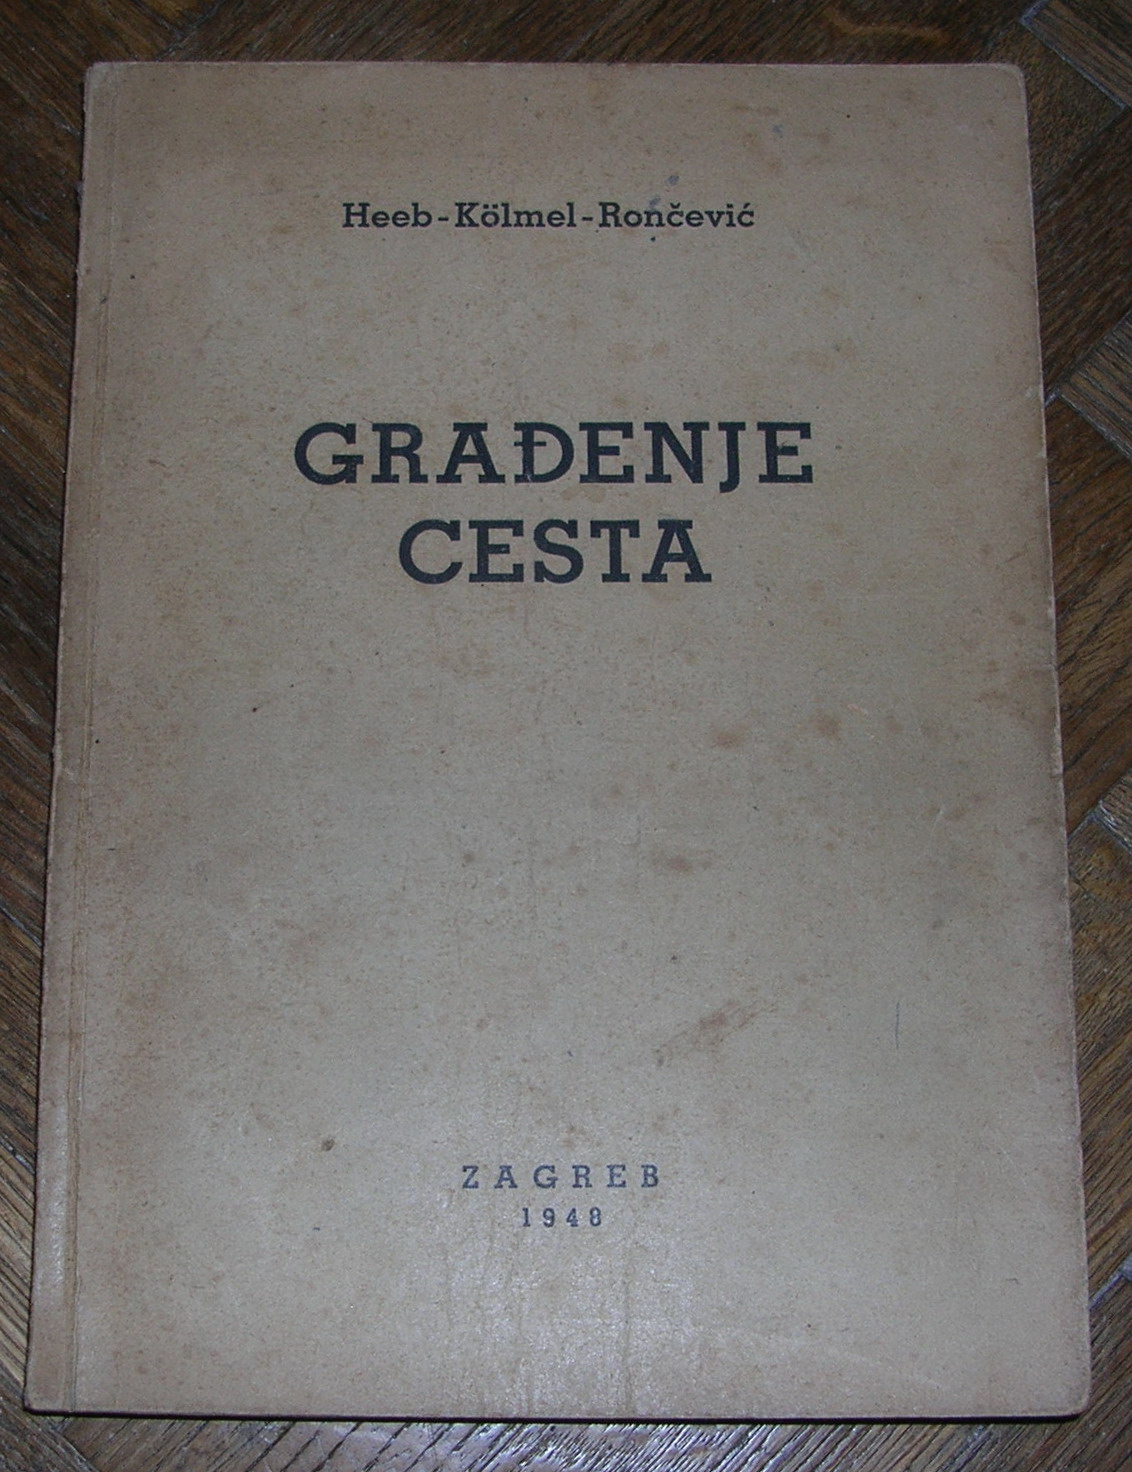 Heeb-Kölmel-Rončević
GRAĐENJE
CESTA
ZAGREB
1948